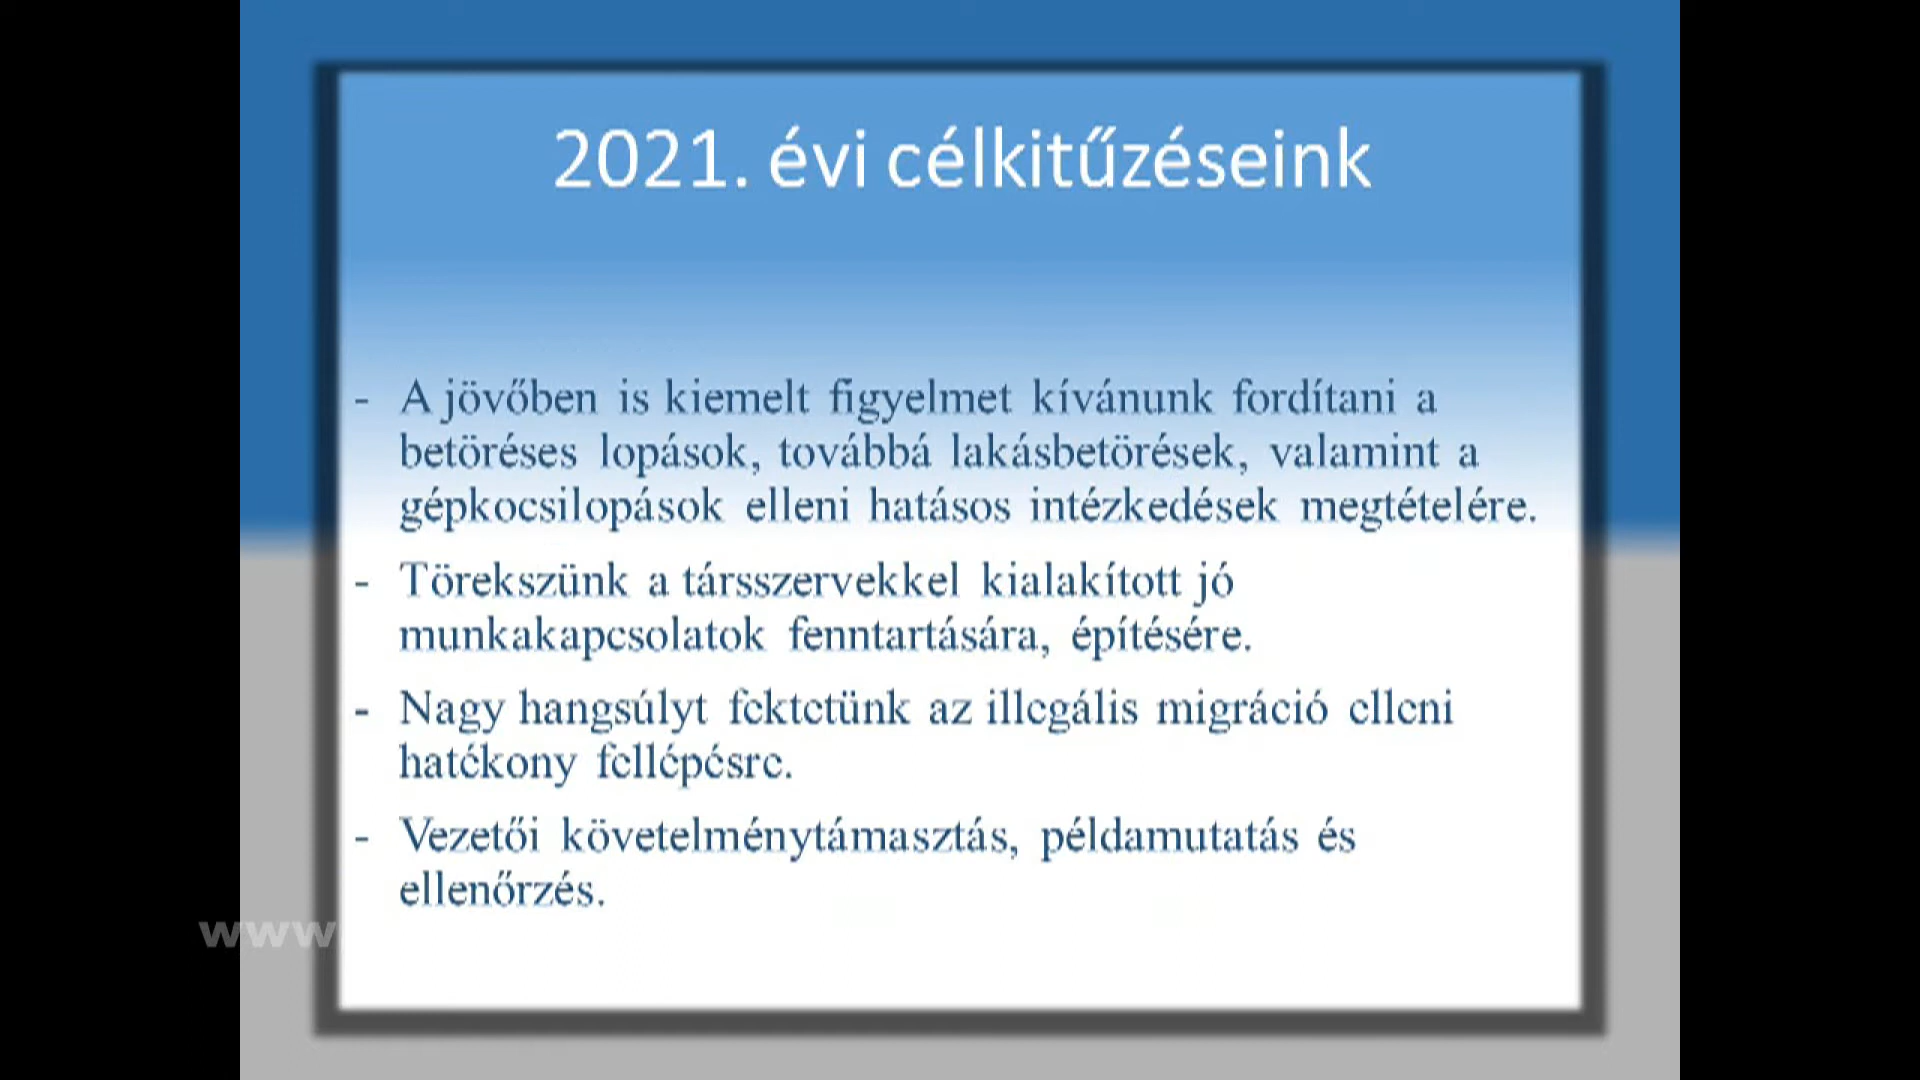 2021. évi célkitűzéseink
- A jövőben is kiemelt figyelmet kívánunk fordítani a
betöréses lopások, továbbá lakásbetörések, valamint a
gépkocsilopások elleni hatásos intézkedések megtételére.
- Törekszünk a társszervekkel kialakított jó
munkakapcsolatok fenntartására, építésére.
- Nagy hangsúlyt fektetünk az illegális migráció elleni
hatékony fellépésre.
- Vezetői követelménytámasztás, példamutatás és
ellenőrzés.
www.